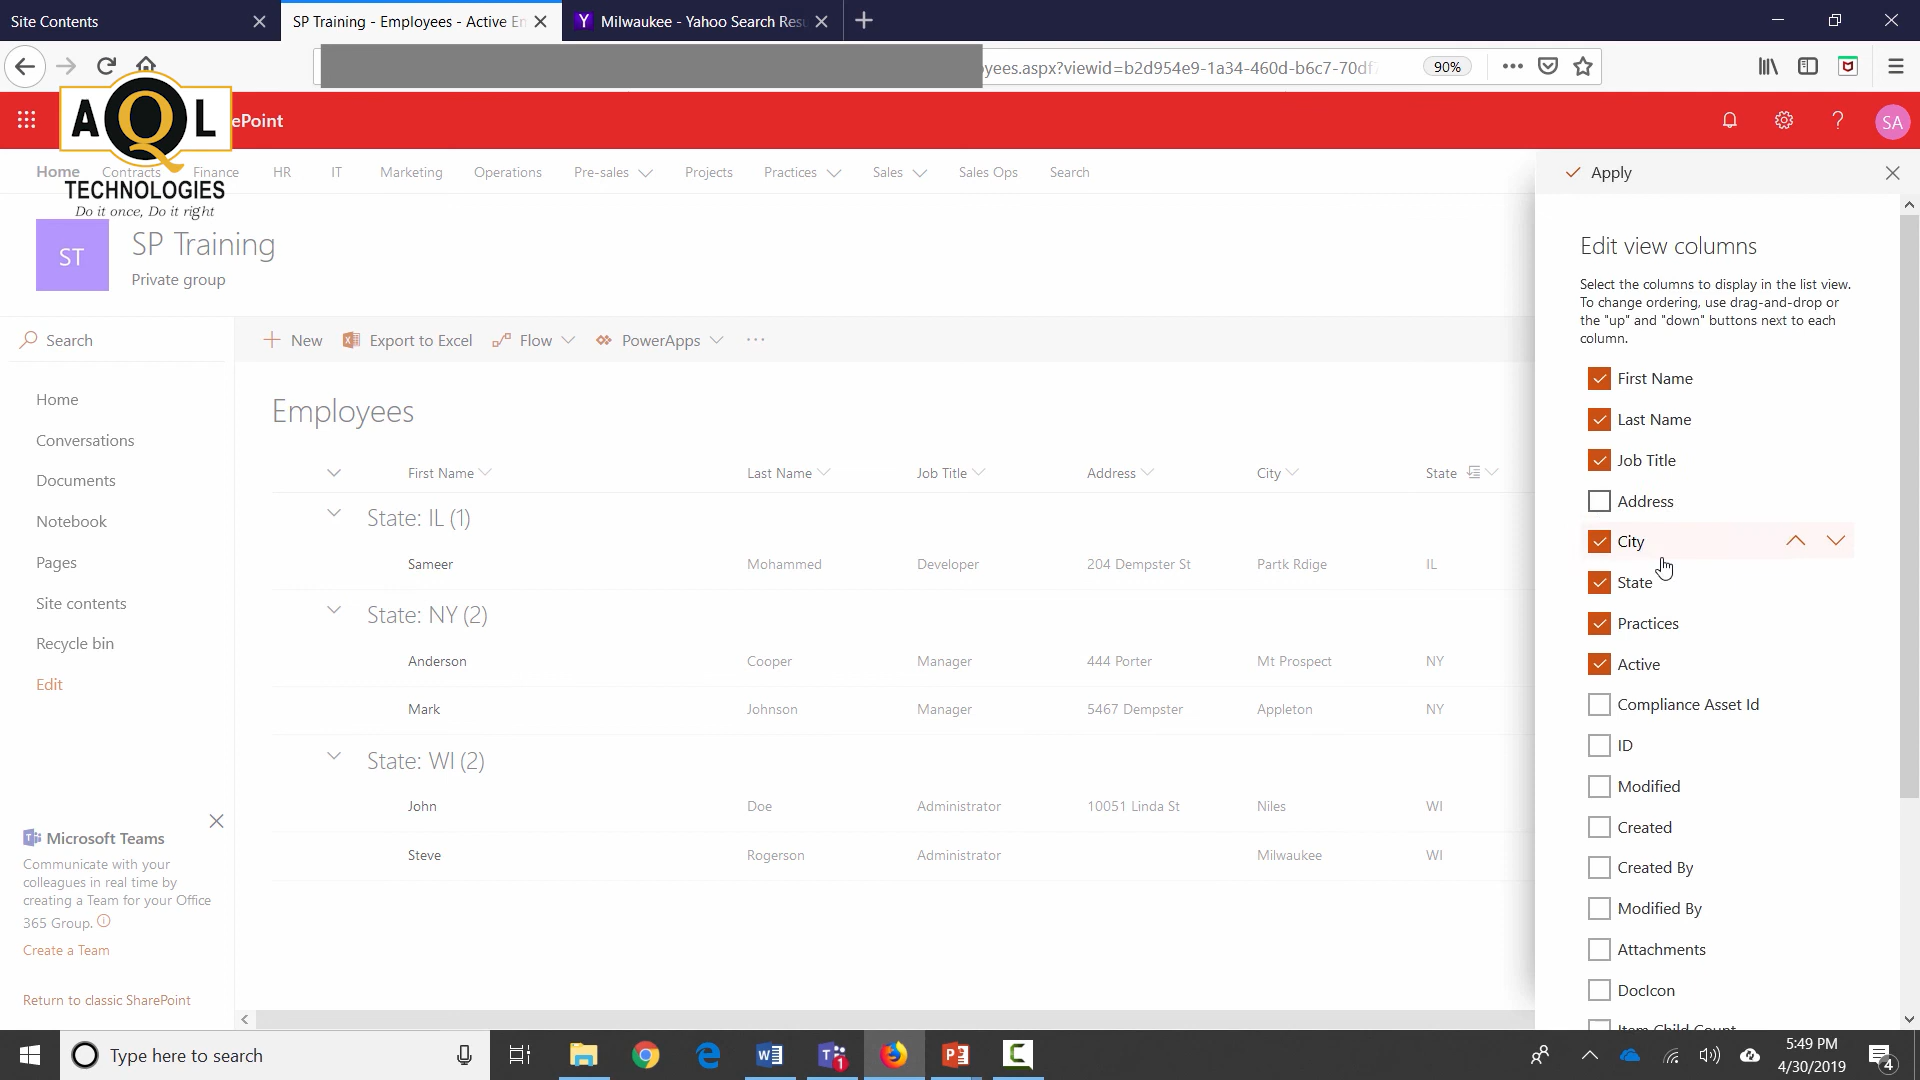 Site Contents
SP Training - Employees - Active En
Milwaukee - Yahoo Search Resu
yees.aspx?viewid=b2d954e9-1a34-460d-b6c7-70df
90%
AQL
TECHNOLOGIES
Do it once, Do it right
ePoint
SA
Home
Contracts
Finance
HR
IT
Marketing
Operations
Pre-sales
Projects
Practices
Sales
Sales Ops
Search
ST
SP Training
Private group
Search
New
Export to Excel
Flow
PowerApps
Home
Conversations
Documents
Notebook
Pages
Site contents
Recycle bin
Edit
Microsoft Teams
Communicate with your
colleagues in real time by
creating a Team for your Office
365 Group.
Create a Team
Return to classic SharePoint
Employees
First Name
Last Name
Job Title
Address
City
State
State: IL (1)
Sameer
Mohammed
Developer
204 Dempster St
Partk Rdige
IL
State: NY (2)
Anderson
Cooper
Manager
444 Porter
Mt Prospect
NY
Mark
Johnson
Manager
5467 Dempster
Appleton
NY
State: WI (2)
John
Doe
Administrator
10051 Linda St
Niles
WI
Steve
Rogerson
Administrator
Milwaukee
WI
Apply
Edit view columns
Select the columns to display in the list view.
To change ordering, use drag-and-drop or
the "up" and "down" buttons next to each
column.
First Name
Last Name
Job Title
Address
City
State
Practices
Active
Compliance Asset Id
ID
Modified
Created
Created By
Modified By
Attachments
DocIcon
Item Child Count
Type here to search
1
5:49 PM
4/30/2019
4